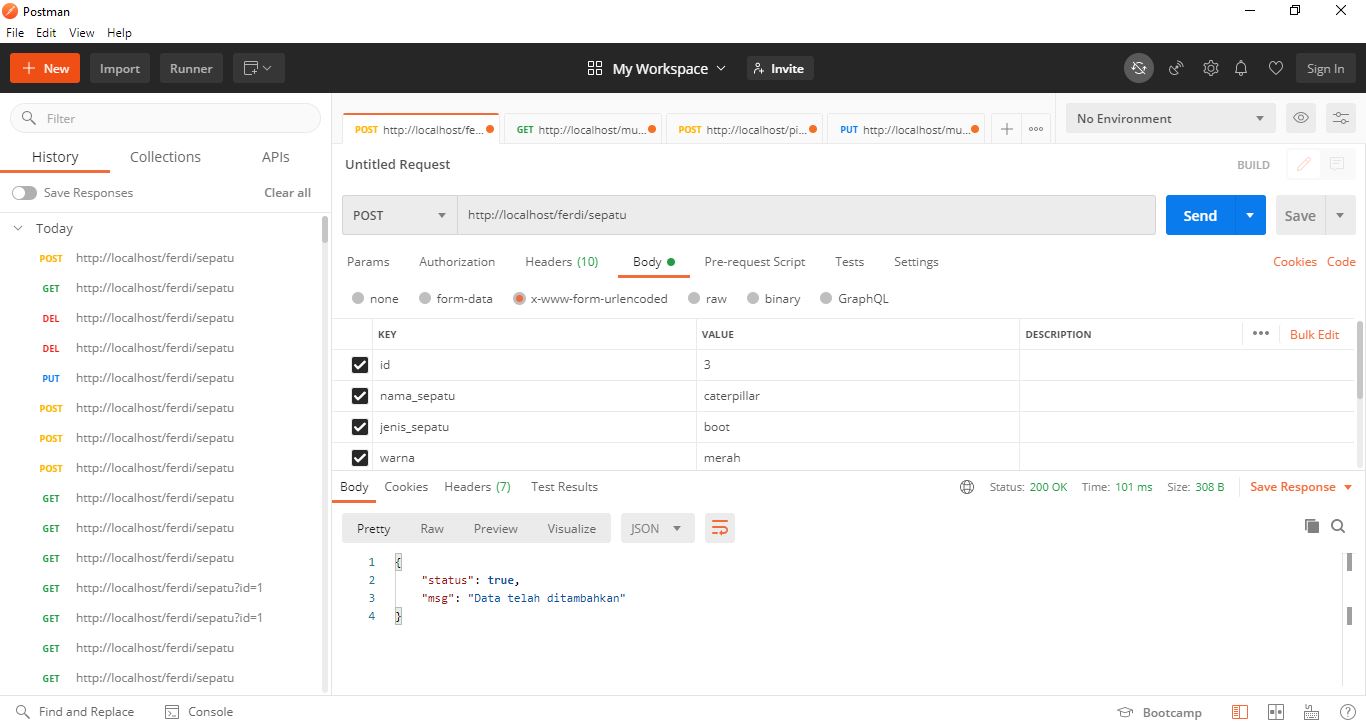 Postman
File Edit View Help
+ New Import Runner My Workspace Invite Sign In
Filter
History Collections APIs
Save Responses Clear all
Today
POST http://localhost/ferdi/sepatu
GET http://localhost/ferdi/sepatu
DEL http://localhost/ferdi/sepatu
DEL http://localhost/ferdi/sepatu
PUT http://localhost/ferdi/sepatu
POST http://localhost/ferdi/sepatu
POST http://localhost/ferdi/sepatu
POST http://localhost/ferdi/sepatu
GET http://localhost/ferdi/sepatu
GET http://localhost/ferdi/sepatu
GET http://localhost/ferdi/sepatu
GET http://localhost/ferdi/sepatu?id=1
GET http://localhost/ferdi/sepatu?id=1
GET http://localhost/ferdi/sepatu
GET http://localhost/ferdi/sepatu
POST http://localhost/fe... GET http://localhost/mu... POST http://localhost/pi... PUT http://localhost/mu... + ... No Environment
Untitled Request BUILD
POST http://localhost/ferdi/sepatu Send Save
Params Authorization Headers (10) Body Pre-request Script Tests Settings Cookies Code
none form-data x-www-form-urlencoded raw binary GraphQL
KEY VALUE DESCRIPTION ... Bulk Edit
id 3
nama_sepatu caterpillar
jenis_sepatu boot
warna merah
Body Cookies Headers (7) Test Results Status: 200 OK Time: 101 ms Size: 308 B Save Response
Pretty Raw Preview Visualize JSON
1 {
2 "status": true,
3 "msg": "Data telah ditambahkan"
4 }
Find and Replace Console Bootcamp ?